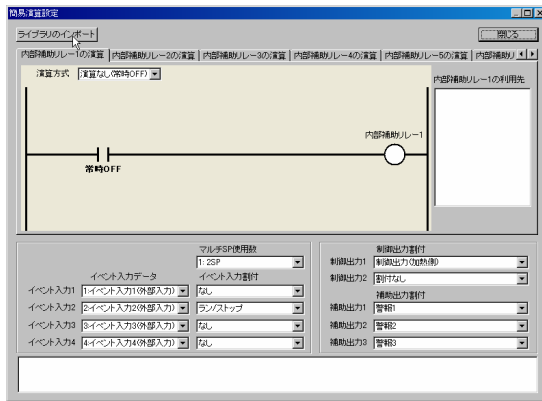 簡易演算設定
ライブラリのインポート
閉じる
内部補助リレー1の演算 内部補助リレー2の演算 内部補助リレー3の演算 内部補助リレー4の演算 内部補助リレー5の演算 内部補助リ
演算方式 演算なし(常時OFF)
内部補助リレー1の利用先
内部補助リレー1
常時OFF
マルチSP使用数
1: 2SP
イベント入力データ イベント入力割付
イベント入力1 1:イベント入力1(外部入力) なし
イベント入力2 2:イベント入力2(外部入力) ラン/ストップ
イベント入力3 3:イベント入力3(外部入力) なし
イベント入力4 4:イベント入力4(外部入力) なし
制御出力割付
制御出力1 制御出力(加熱側)
制御出力2 割付なし
補助出力割付
補助出力1 警報1
補助出力2 警報2
補助出力3 警報3